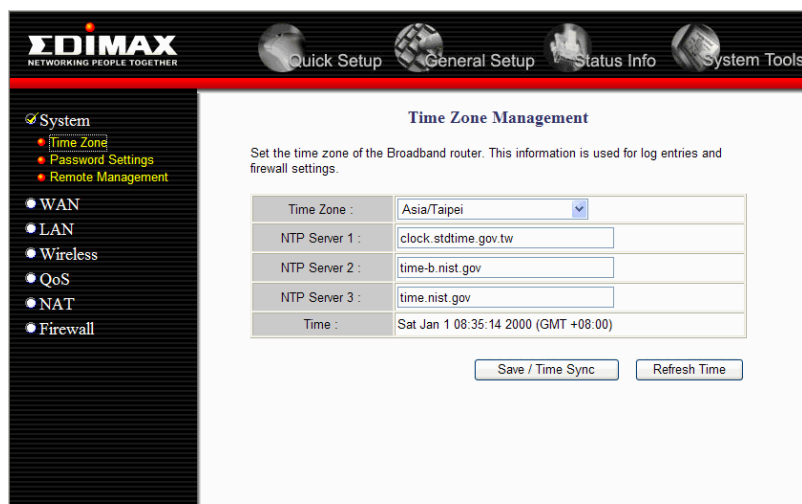 EDIMAX
NETWORKING PEOPLE TOGETHER
Quick Setup
General Setup
Status Info
System Tools
System
Time Zone
Password Settings
Remote Management
WAN
LAN
Wireless
QoS
NAT
Firewall
Time Zone Management
Set the time zone of the Broadband router. This information is used for log entries and
firewall settings.
Time Zone : Asia/Taipei
NTP Server 1 : clock.stdtime.gov.tw
NTP Server 2 : time-b.nist.gov
NTP Server 3 : time.nist.gov
Time : Sat Jan 1 08:35:14 2000 (GMT +08:00)
Save / Time Sync
Refresh Time